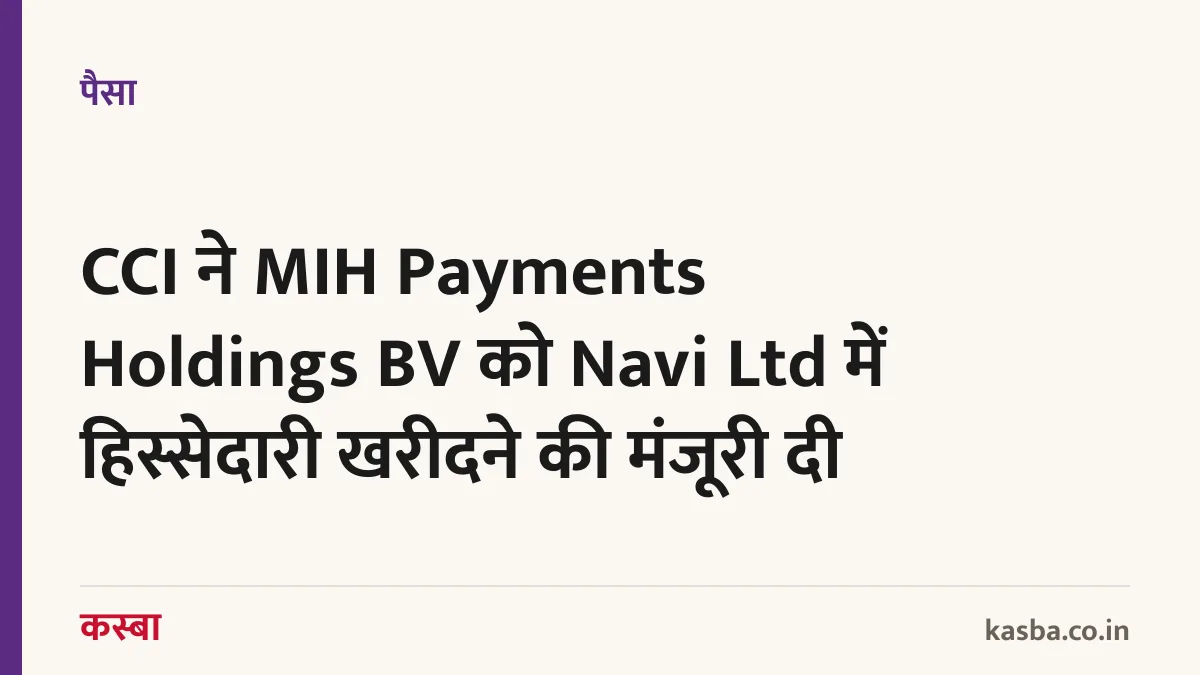 पैसा
CCI ने MIH Payments
Holdings BV को Navi Ltd में
हिस्सेदारी खरीदने की मंजूरी दी
कस्बा
kasba.co.in